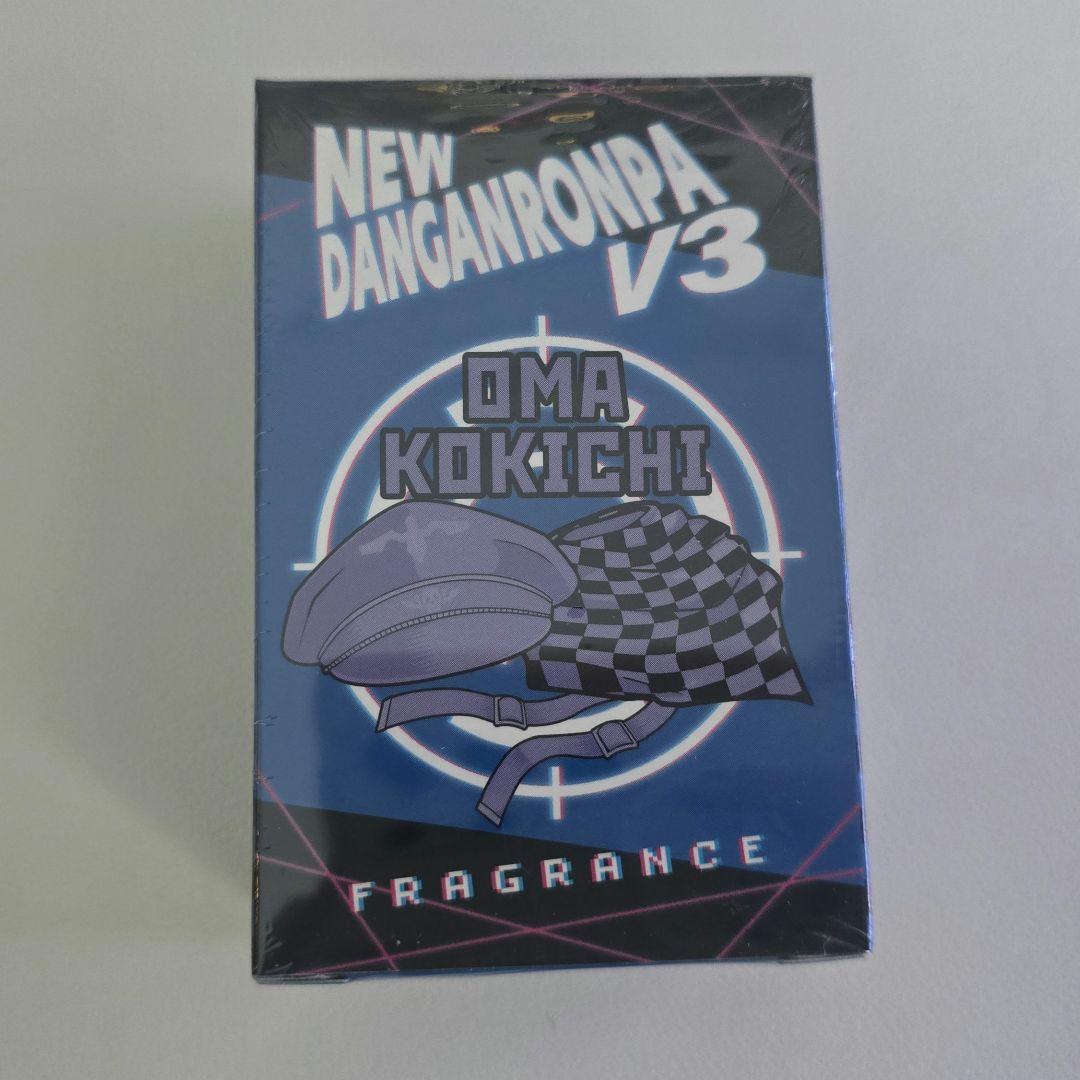 NEW
DANGANRONPA
V3
OMA
KOKICHI
FRAGRANCE